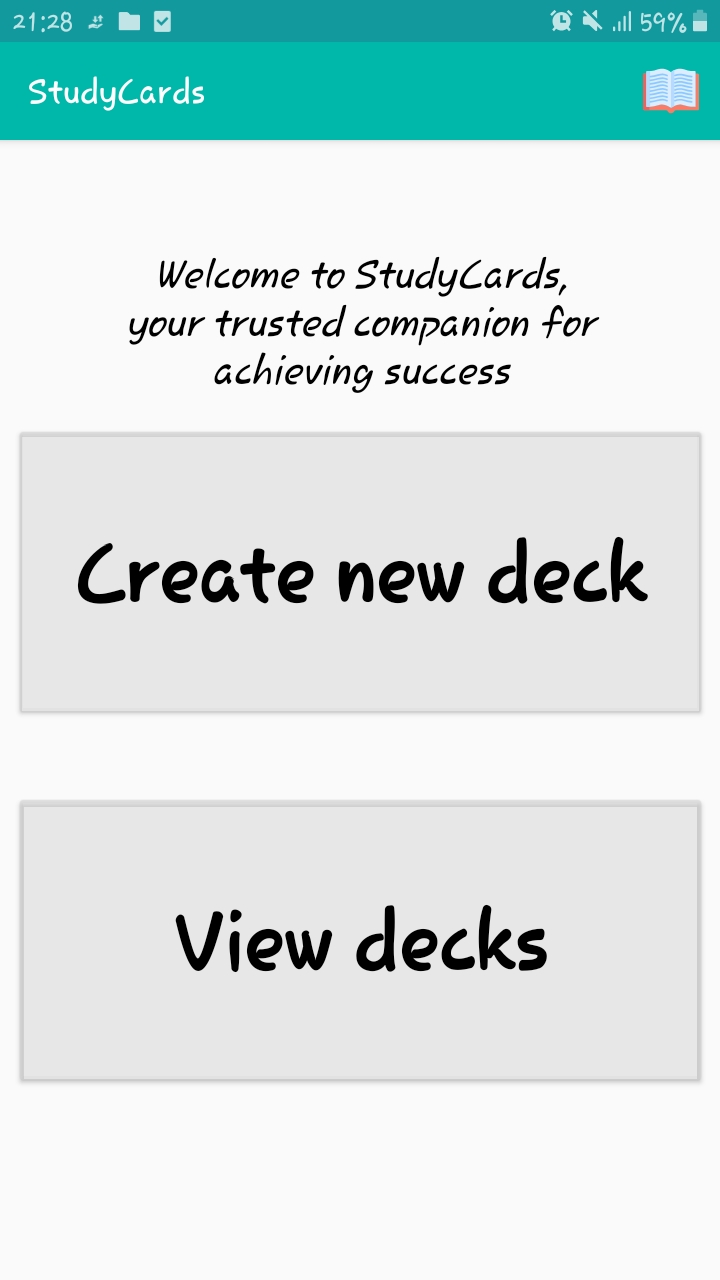 21:28 59%
StudyCards
Welcome to StudyCards,
your trusted companion for
achieving success
Create new deck
View decks